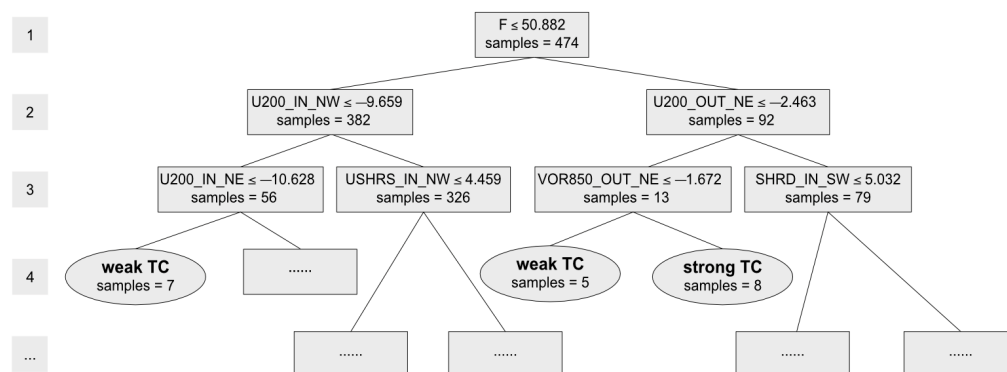 1
F ≤ 50.882
samples = 474
2
U200_IN_NW ≤ —9.659
samples = 382
U200_OUT_NE ≤ —2.463
samples = 92
3
U200_IN_NE ≤ —10.628
samples = 56
USHRS_IN_NW ≤ 4.459
samples = 326
VOR850_OUT_NE ≤ —1.672
samples = 13
SHRD_IN_SW ≤ 5.032
samples = 79
4
weak TC
samples = 7
......
weak TC
samples = 5
strong TC
samples = 8
...
......
......
......
......